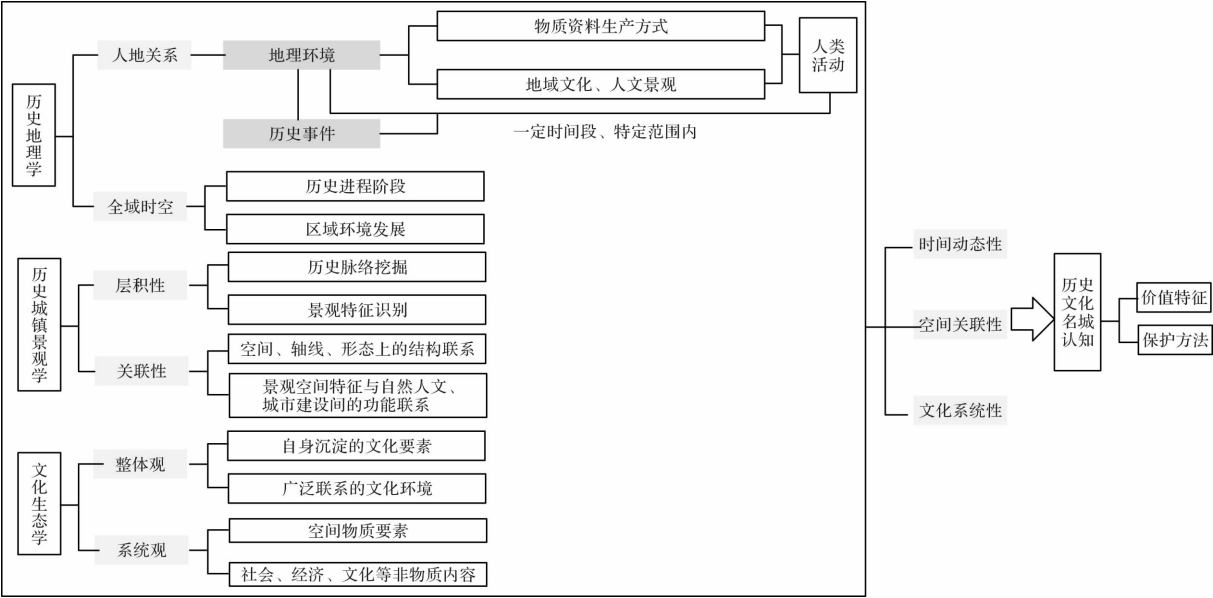 历史地理学
人地关系
地理环境
历史事件
物质资料生产方式
地域文化、人文景观
人类
活动
一定时间段、特定范围内
全域时空
历史进程阶段
区域环境发展
历史城镇景观学
层积性
历史脉络挖掘
景观特征识别
关联性
空间、轴线、形态上的结构联系
景观空间特征与自然人文、
城市建设间的功能联系
文化生态学
整体观
自身沉淀的文化要素
广泛联系的文化环境
系统观
空间物质要素
社会、经济、文化等非物质内容
时间动态性
空间关联性
文化系统性
历史
文化
名城
认知
价值特征
保护方法